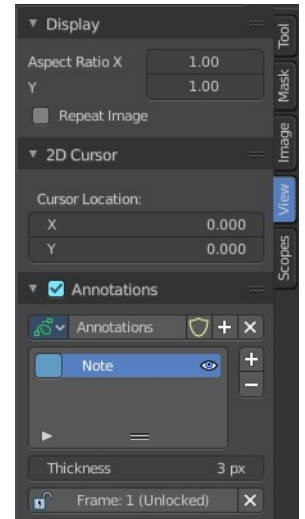 Display
Aspect Ratio X 1.00
Y 1.00
Repeat Image
2D Cursor
Cursor Location:
X 0.000
Y 0.000
Annotations
Annotations
Note
Thickness 3 px
Frame: 1 (Unlocked)
Tool
Mask
Image
View
Scopes